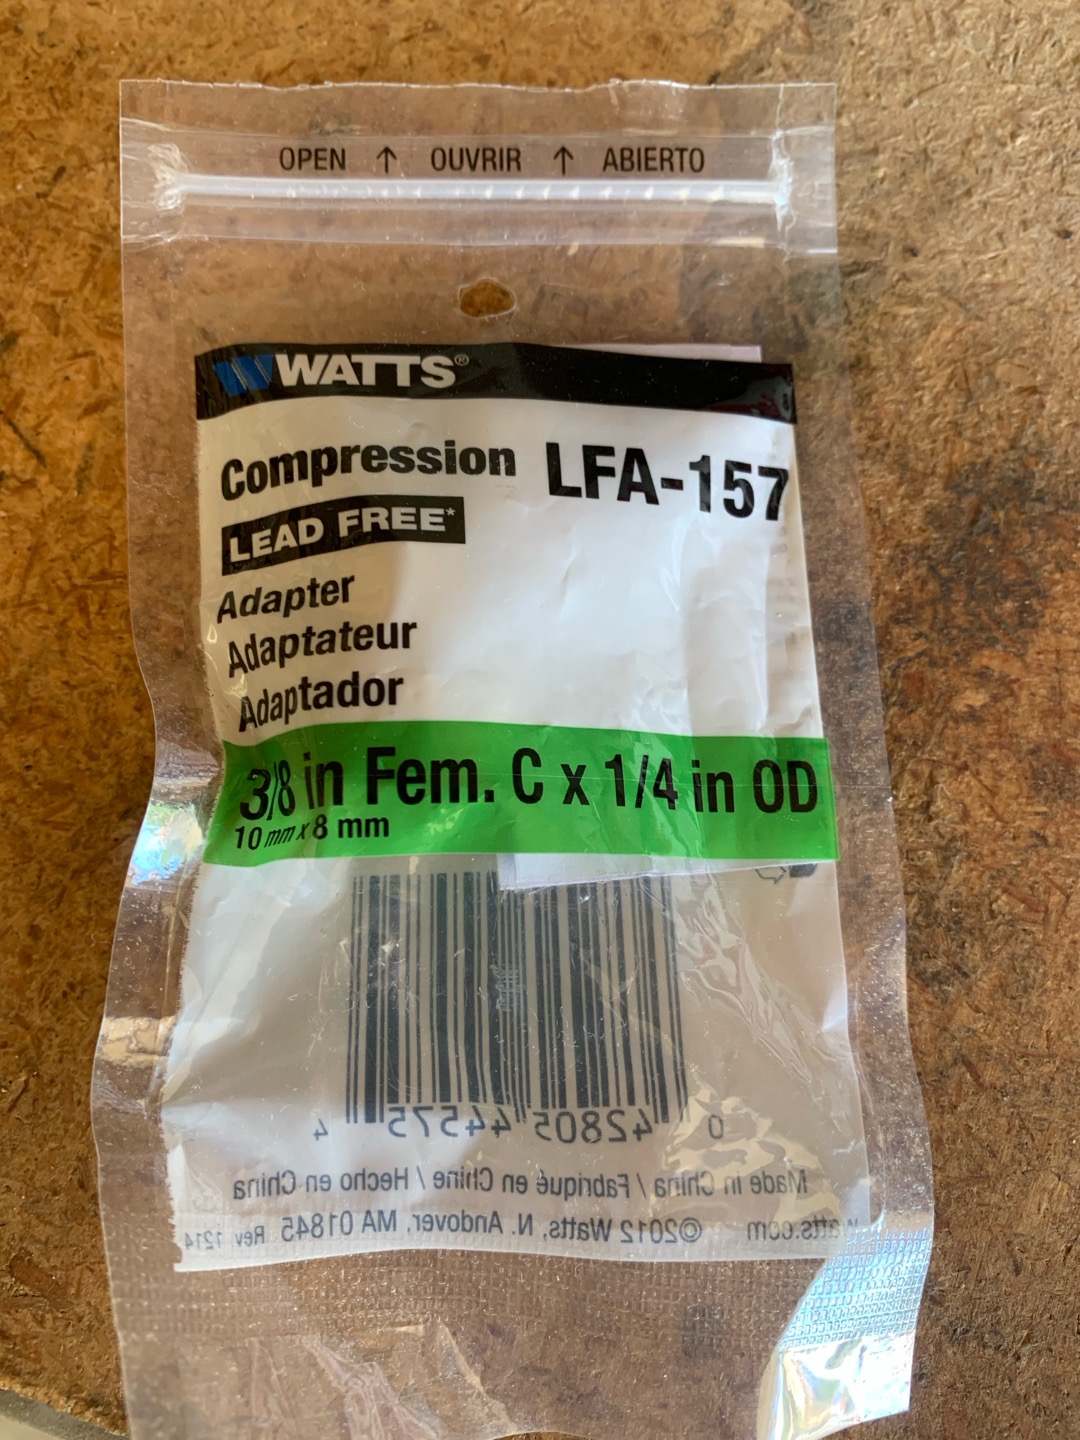 OPEN ↑ OUVRIR ↑ ABIERTO
WATTS®
Compression LFA-157
LEAD FREE*
Adapter
Adaptateur
Adaptador
3/8 in Fem. C x 1/4 in OD
10 mm x 8 mm
0 42805 44575 4
Made in China / Fabriqué en Chine / Hecho en China
watts.com ©2012 Watts, N. Andover, MA 01845 Rev 1214